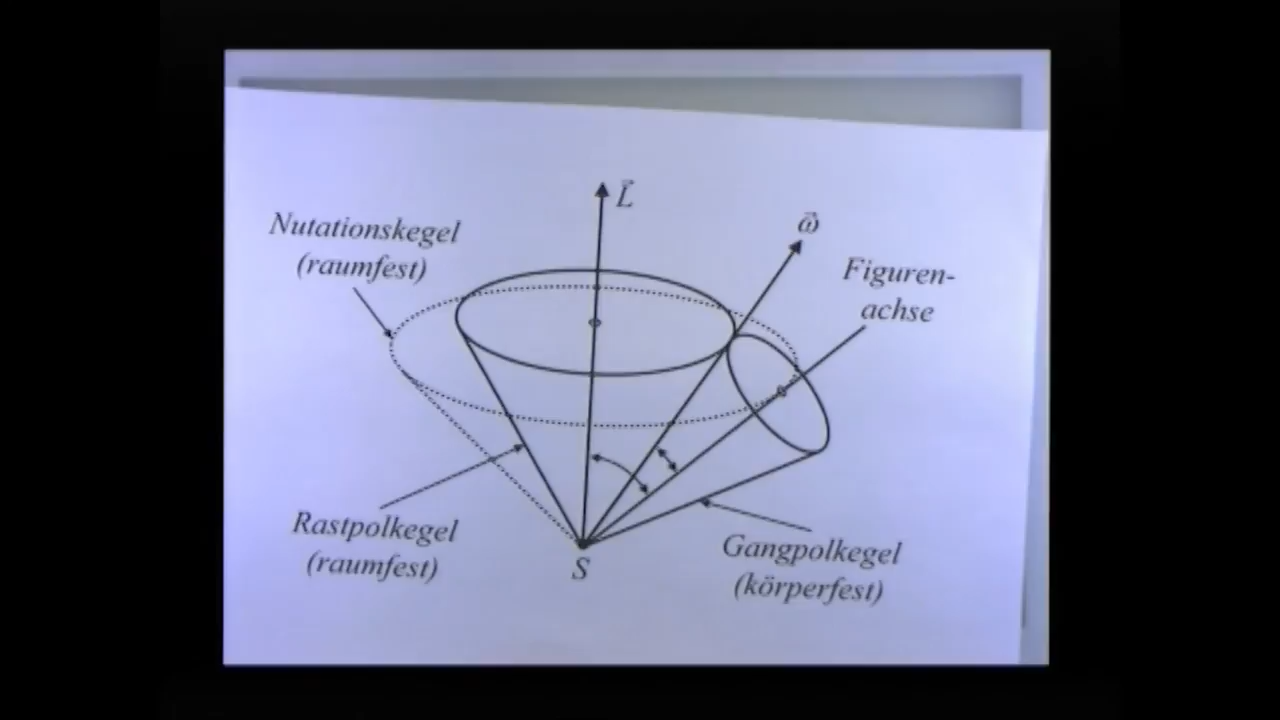 L⃗
ω⃗
Nutationskegel
(raumfest)
Figuren-
achse
Rastpolkegel
(raumfest)
S
Gangpolkegel
(körperfest)